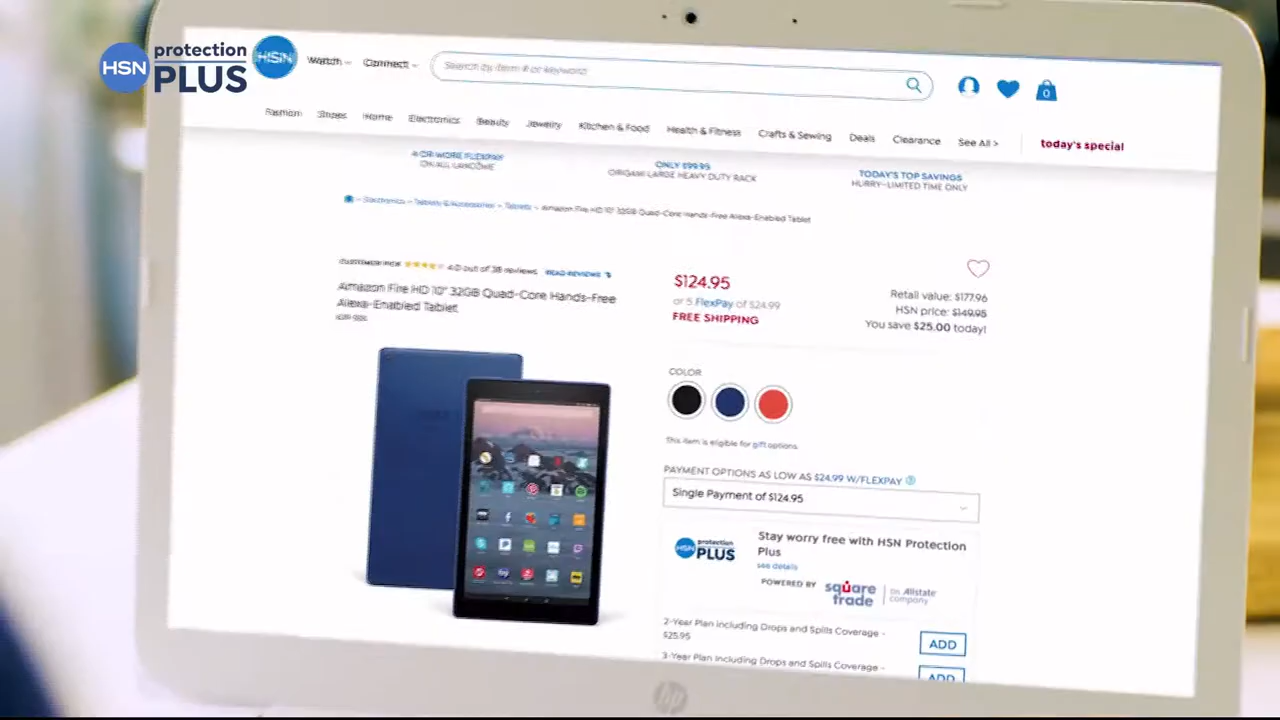 HSN protection PLUS
HSN Watch Connect Search by item # or keyword 0
Fashion Shoes Home Electronics Beauty Jewelry Kitchen & Food Health & Fitness Crafts & Sewing Deals Clearance See All > today's special
4 OR MORE FLEXPAY
ON ALL LANCÔME
ONLY $99.95
ORIGAMI LARGE HEAVY DUTY RACK
TODAY'S TOP SAVINGS
HURRY–LIMITED TIME ONLY
Electronics Tablets & Accessories Tablets Amazon Fire HD 10" 32GB Quad-Core Hands-Free Alexa-Enabled Tablet
CUSTOMER PICK 4.0 out of 38 reviews READ REVIEWS
Amazon Fire HD 10" 32GB Quad-Core Hands-Free
Alexa-Enabled Tablet
$124.95
or 5 FlexPay of $24.99
FREE SHIPPING
Retail value: $177.96
HSN price: $149.95
You save $25.00 today!
COLOR
This item is eligible for gift options.
PAYMENT OPTIONS AS LOW AS $24.99 W/FLEXPAY ?
Single Payment of $124.95
HSN protection PLUS
Stay worry free with HSN Protection
Plus
see details
POWERED BY square trade | an Allstate company
2-Year Plan Including Drops and Spills Coverage -
$25.95
ADD
3-Year Plan Including Drops and Spills Coverage -
ADD
hp